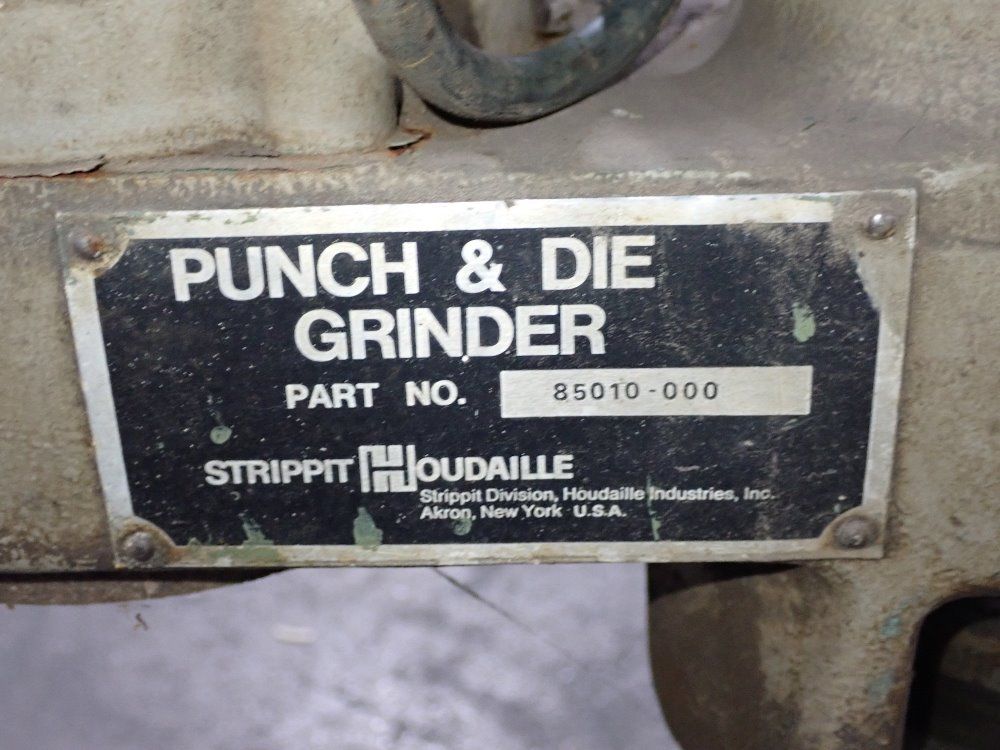 PUNCH & DIE
GRINDER
PART NO. 85010-000
STRIPPIT HOUDAILLE
Strippit Division, Houdaille Industries, Inc.
Akron, New York U.S.A.